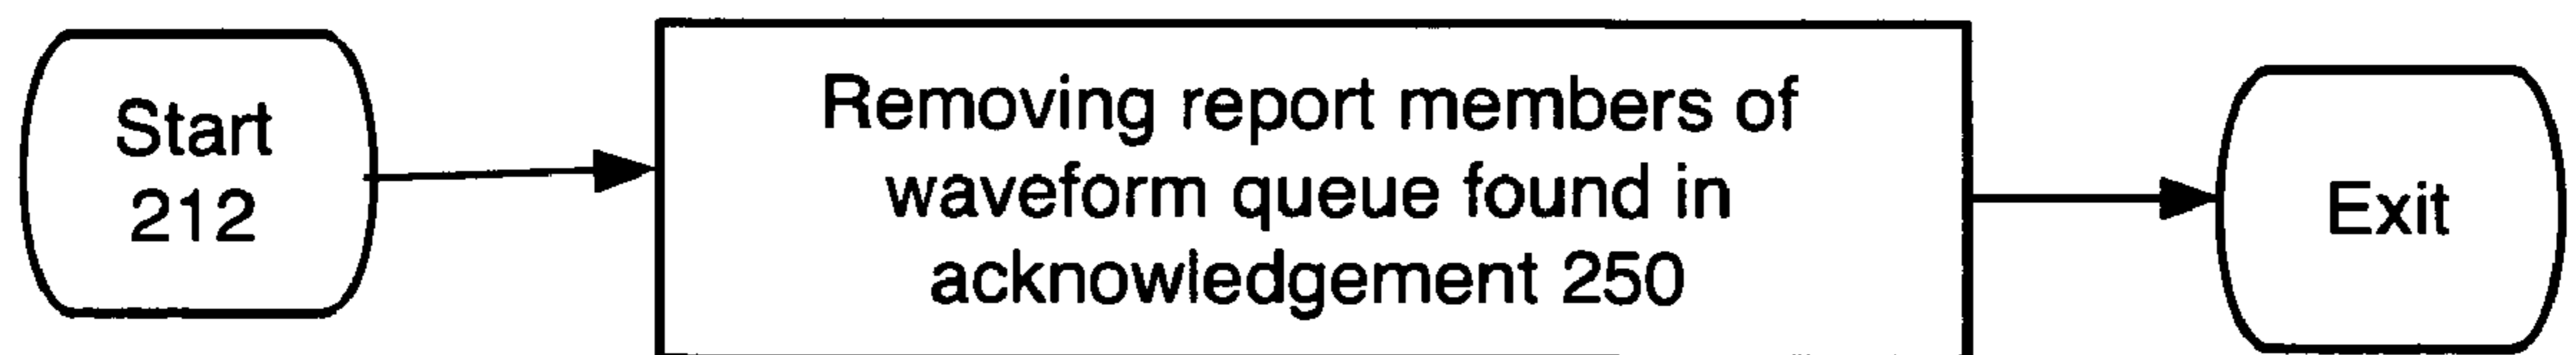 Start
212
Removing report members of
waveform queue found in
acknowledgement 250
Exit